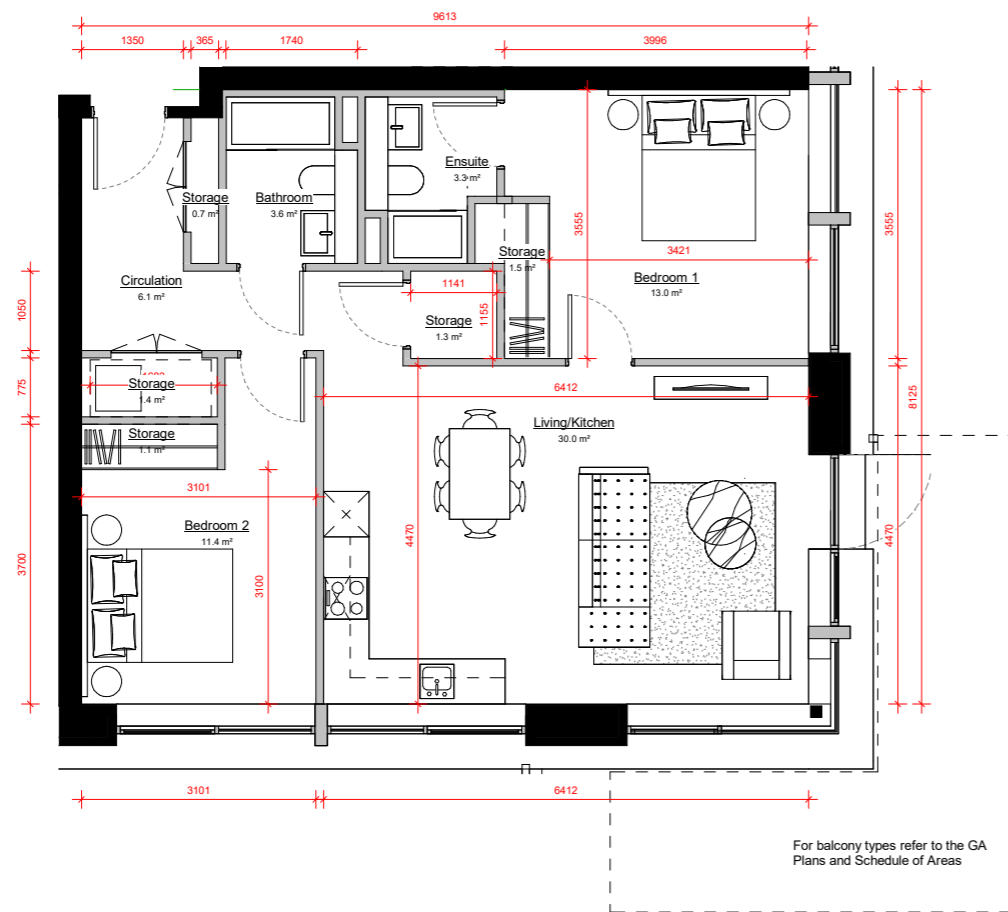 9613
1350
365
1740
3996
Ensuite
3.3 m²
Storage
0.7 m²
Bathroom
3.6 m²
3555
3555
Storage
1.5 m²
3421
Circulation
6.1 m²
Bedroom 1
13.0 m²
1141
1155
1050
Storage
1.3 m²
775
Storage
1.4 m²
6412
8125
Living/Kitchen
30.0 m²
Storage
1.1 m²
3101
Bedroom 2
11.4 m²
4470
4470
3700
3100
3101
6412
For balcony types refer to the GA
Plans and Schedule of Areas